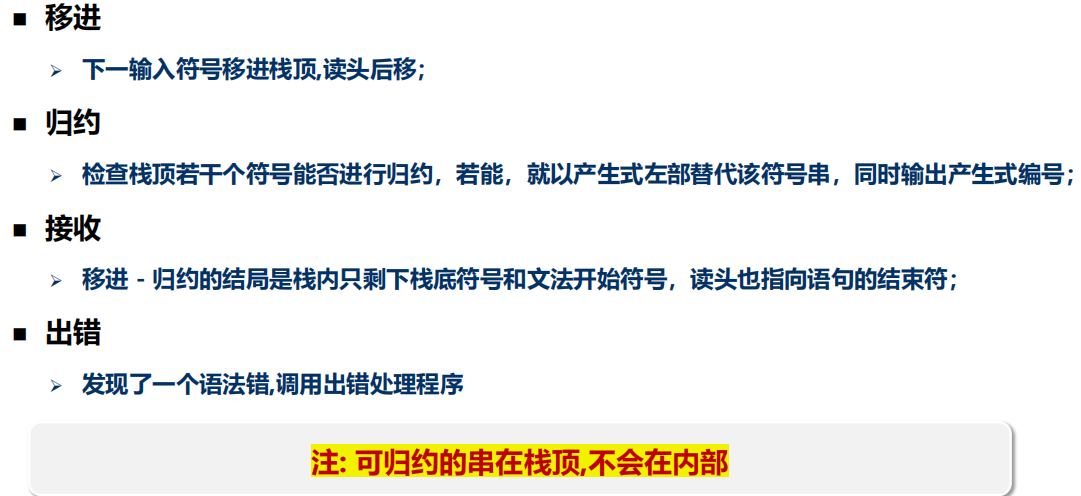 ■ 移进
➢ 下一输入符号移进栈顶,读头后移；
■ 归约
➢ 检查栈顶若干个符号能否进行归约，若能，就以产生式左部替代该符号串，同时输出产生式编号；
■ 接收
➢ 移进 - 归约的结局是栈内只剩下栈底符号和文法开始符号，读头也指向语句的结束符；
■ 出错
➢ 发现了一个语法错,调用出错处理程序
注: 可归约的串在栈顶,不会在内部